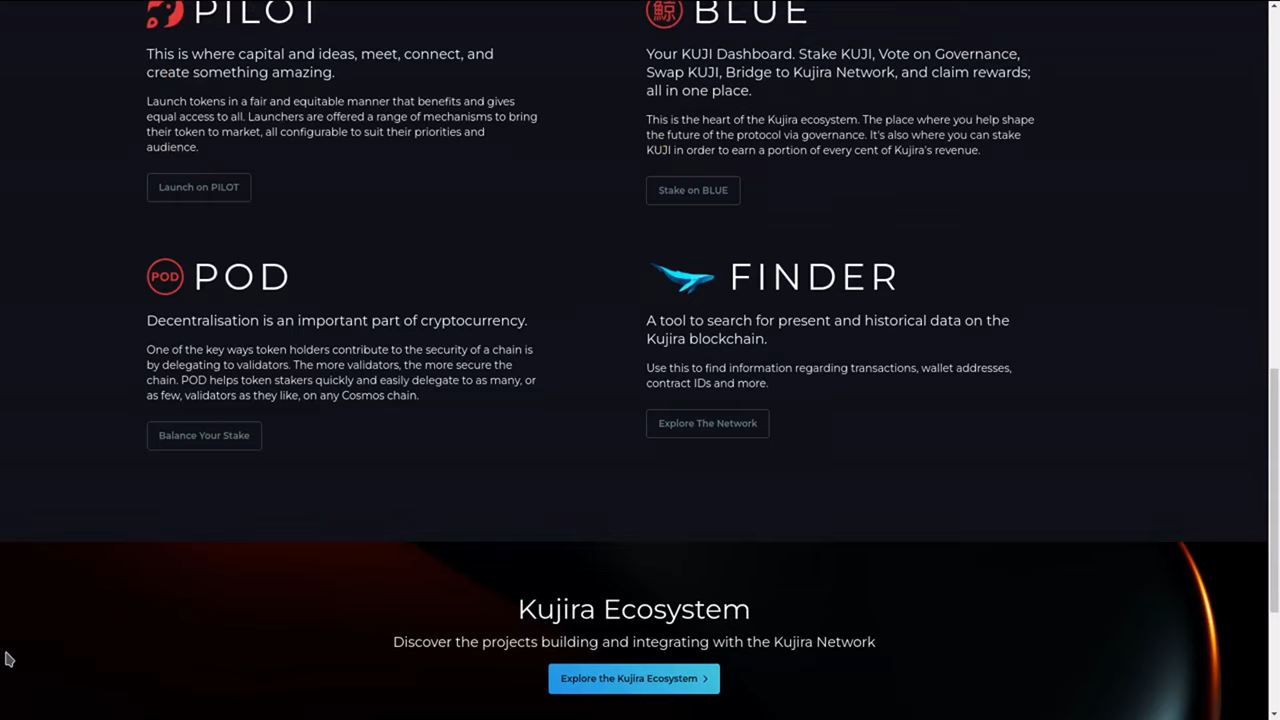 PILOT
This is where capital and ideas, meet, connect, and
create something amazing.
Launch tokens in a fair and equitable manner that benefits and gives
equal access to all. Launchers are offered a range of mechanisms to bring
their token to market, all configurable to suit their priorities and
audience.
Launch on PILOT
鯨 BLUE
Your KUJI Dashboard. Stake KUJI, Vote on Governance,
Swap KUJI, Bridge to Kujira Network, and claim rewards;
all in one place.
This is the heart of the Kujira ecosystem. The place where you help shape
the future of the protocol via governance. It's also where you can stake
KUJI in order to earn a portion of every cent of Kujira's revenue.
Stake on BLUE
POD POD
Decentralisation is an important part of cryptocurrency.
One of the key ways token holders contribute to the security of a chain is
by delegating to validators. The more validators, the more secure the
chain. POD helps token stakers quickly and easily delegate to as many, or
as few, validators as they like, on any Cosmos chain.
Balance Your Stake
FINDER
A tool to search for present and historical data on the
Kujira blockchain.
Use this to find information regarding transactions, wallet addresses,
contract IDs and more.
Explore The Network
Kujira Ecosystem
Discover the projects building and integrating with the Kujira Network
Explore the Kujira Ecosystem